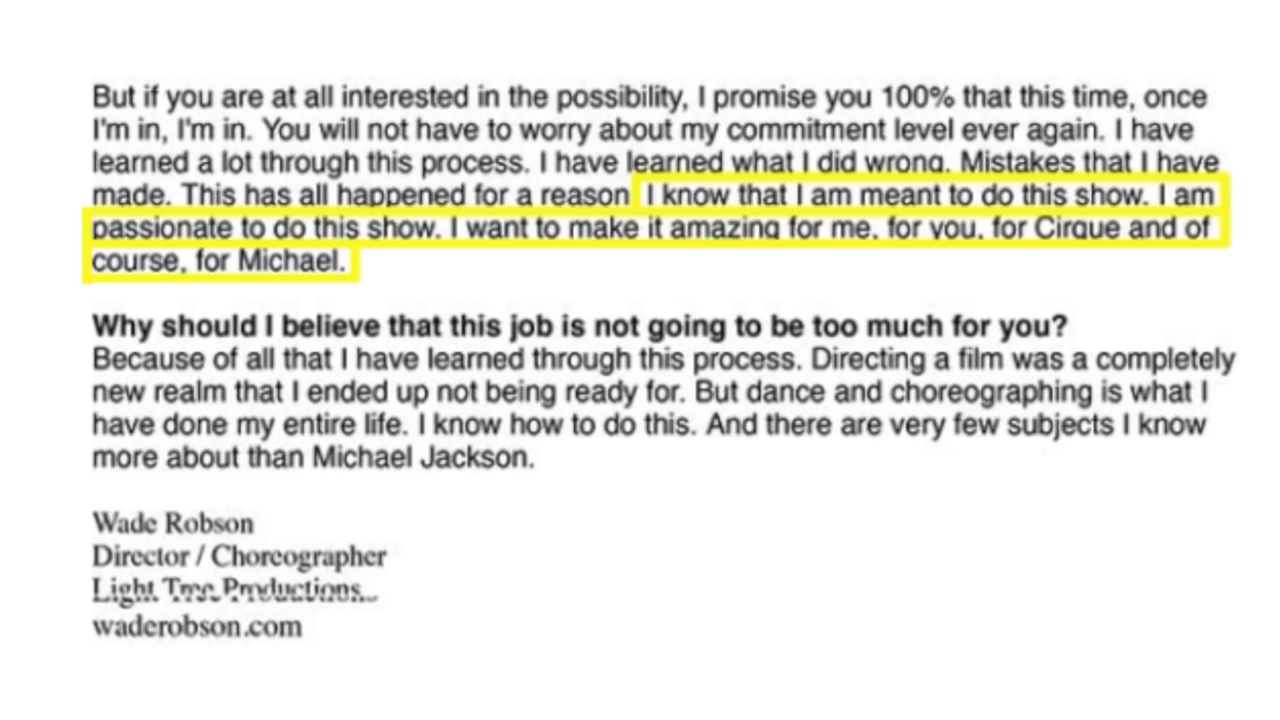 But if you are at all interested in the possibility, I promise you 100% that this time, once
I'm in, I'm in. You will not have to worry about my commitment level ever again. I have
learned a lot through this process. I have learned what I did wrong. Mistakes that I have
made. This has all happened for a reason I know that I am meant to do this show. I am
passionate to do this show. I want to make it amazing for me, for you, for Cirque and of
course, for Michael.
Why should I believe that this job is not going to be too much for you?
Because of all that I have learned through this process. Directing a film was a completely
new realm that I ended up not being ready for. But dance and choreographing is what I
have done my entire life. I know how to do this. And there are very few subjects I know
more about than Michael Jackson.
Wade Robson
Director / Choreographer
Light Tree Productions
waderobson.com